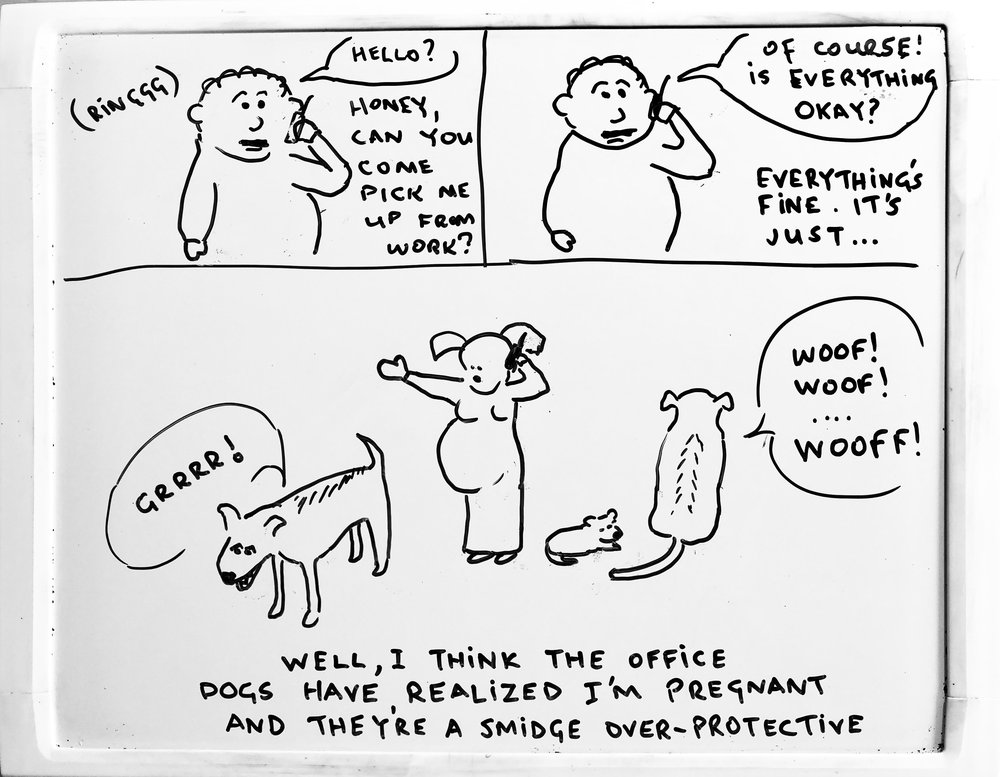 (RINGGG)
HELLO?
HONEY,
CAN YOU
COME
PICK ME
UP FROM
WORK?
OF COURSE!
IS EVERYTHING
OKAY?
EVERYTHING'S
FINE. IT'S
JUST...
GRRRR!
WOOF!
WOOF!
....
WOOFF!
WELL, I THINK THE OFFICE
DOGS HAVE REALIZED I'M PREGNANT
AND THEY'RE A SMIDGE OVER-PROTECTIVE